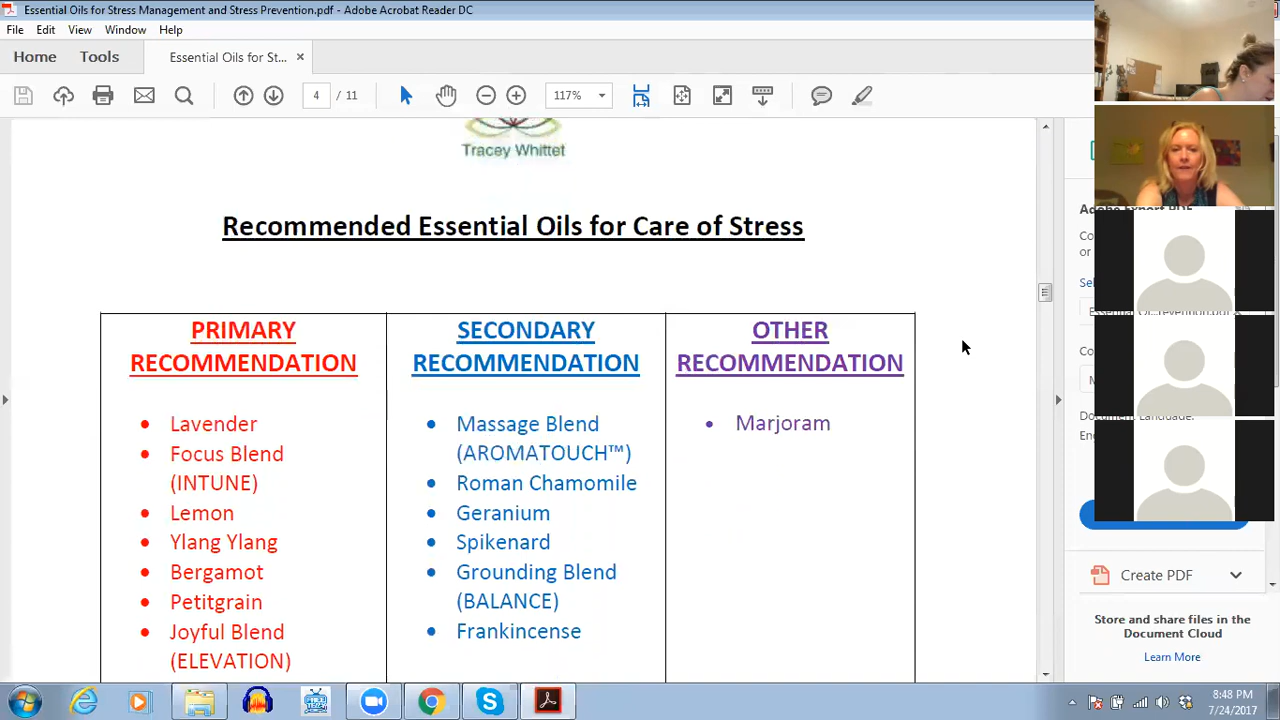 Essential Oils for Stress Management and Stress Prevention.pdf - Adobe Acrobat Reader DC
File Edit View Window Help
Home Tools Essential Oils for St... ×
4 / 11 117%
Tracey Whittet
Recommended Essential Oils for Care of Stress
PRIMARY
RECOMMENDATION
• Lavender
• Focus Blend
(INTUNE)
• Lemon
• Ylang Ylang
• Bergamot
• Petitgrain
• Joyful Blend
(ELEVATION)
SECONDARY
RECOMMENDATION
• Massage Blend
(AROMATOUCH™)
• Roman Chamomile
• Geranium
• Spikenard
• Grounding Blend
(BALANCE)
• Frankincense
OTHER
RECOMMENDATION
• Marjoram
Create PDF
Store and share files in the
Document Cloud
Learn More
8:48 PM
7/24/2017